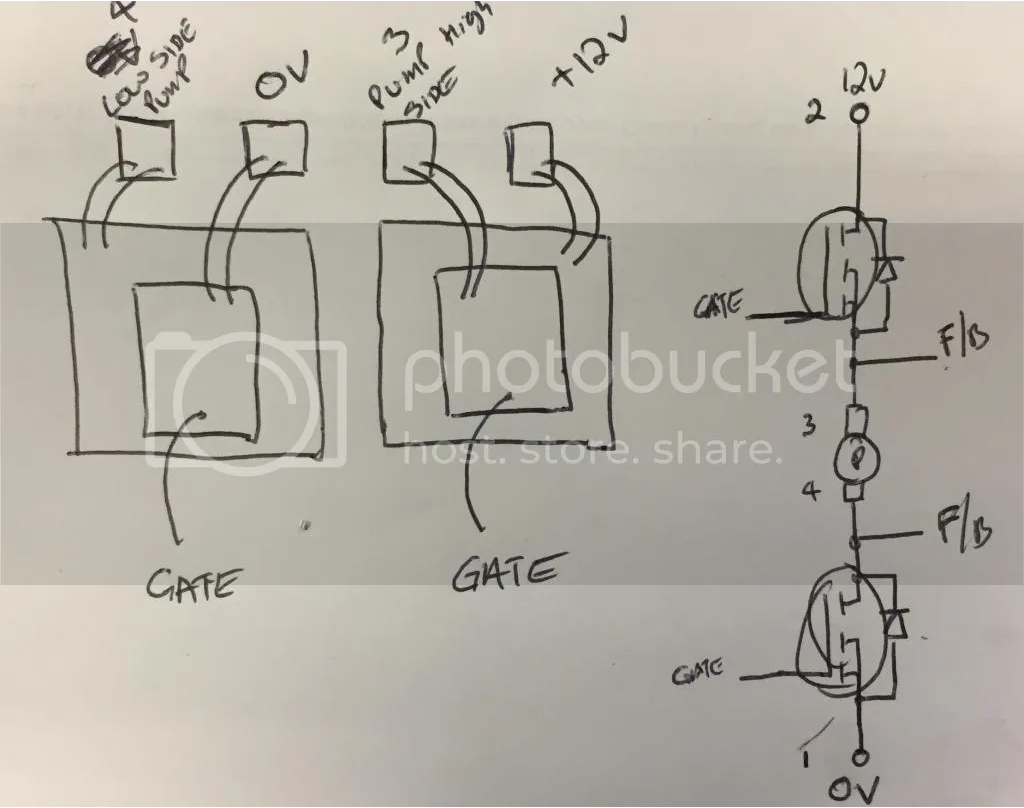 4
LOW SIDE
PUMP
0V
3
PUMP HIGH
SIDE
+12V
GATE
GATE
12V
2
GATE
F/B
3
P
4
F/B
GATE
1
0V
photobucket
host. store. share.